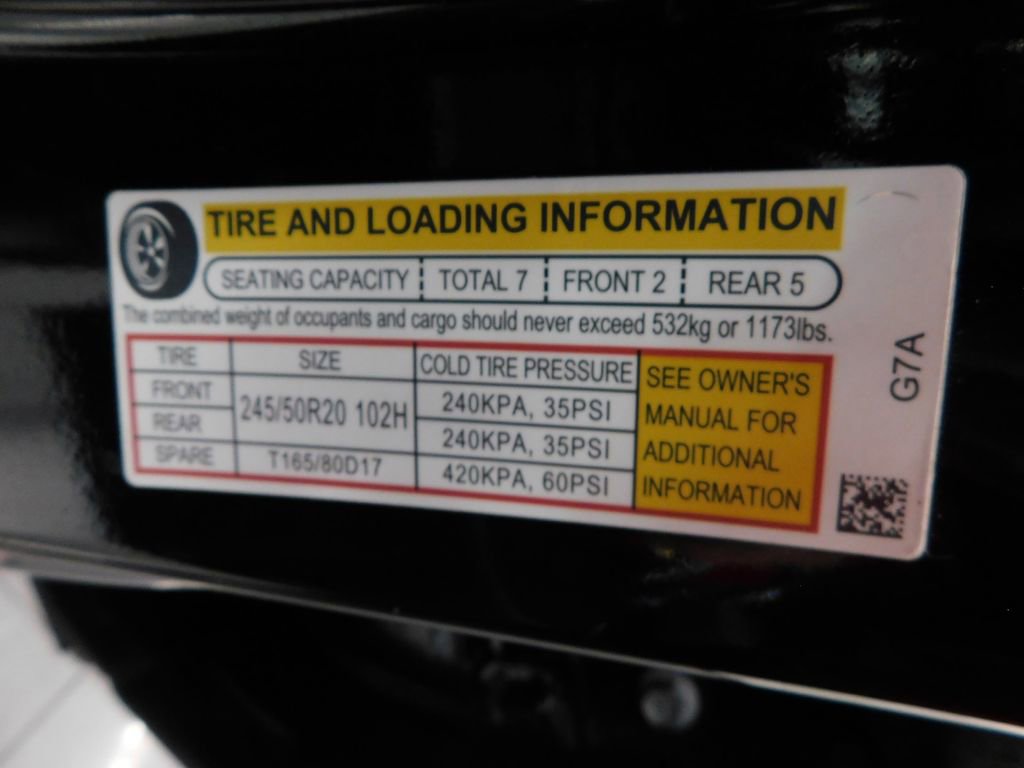 TIRE AND LOADING INFORMATION
SEATING CAPACITY TOTAL 7 FRONT 2 REAR 5
The combined weight of occupants and cargo should never exceed 532kg or 1173lbs.
TIRE SIZE COLD TIRE PRESSURE
FRONT 245/50R20 102H 240KPA, 35PSI
REAR 240KPA, 35PSI
SPARE T165/80D17 420KPA, 60PSI
SEE OWNER'S
MANUAL FOR
ADDITIONAL
INFORMATION
G7A